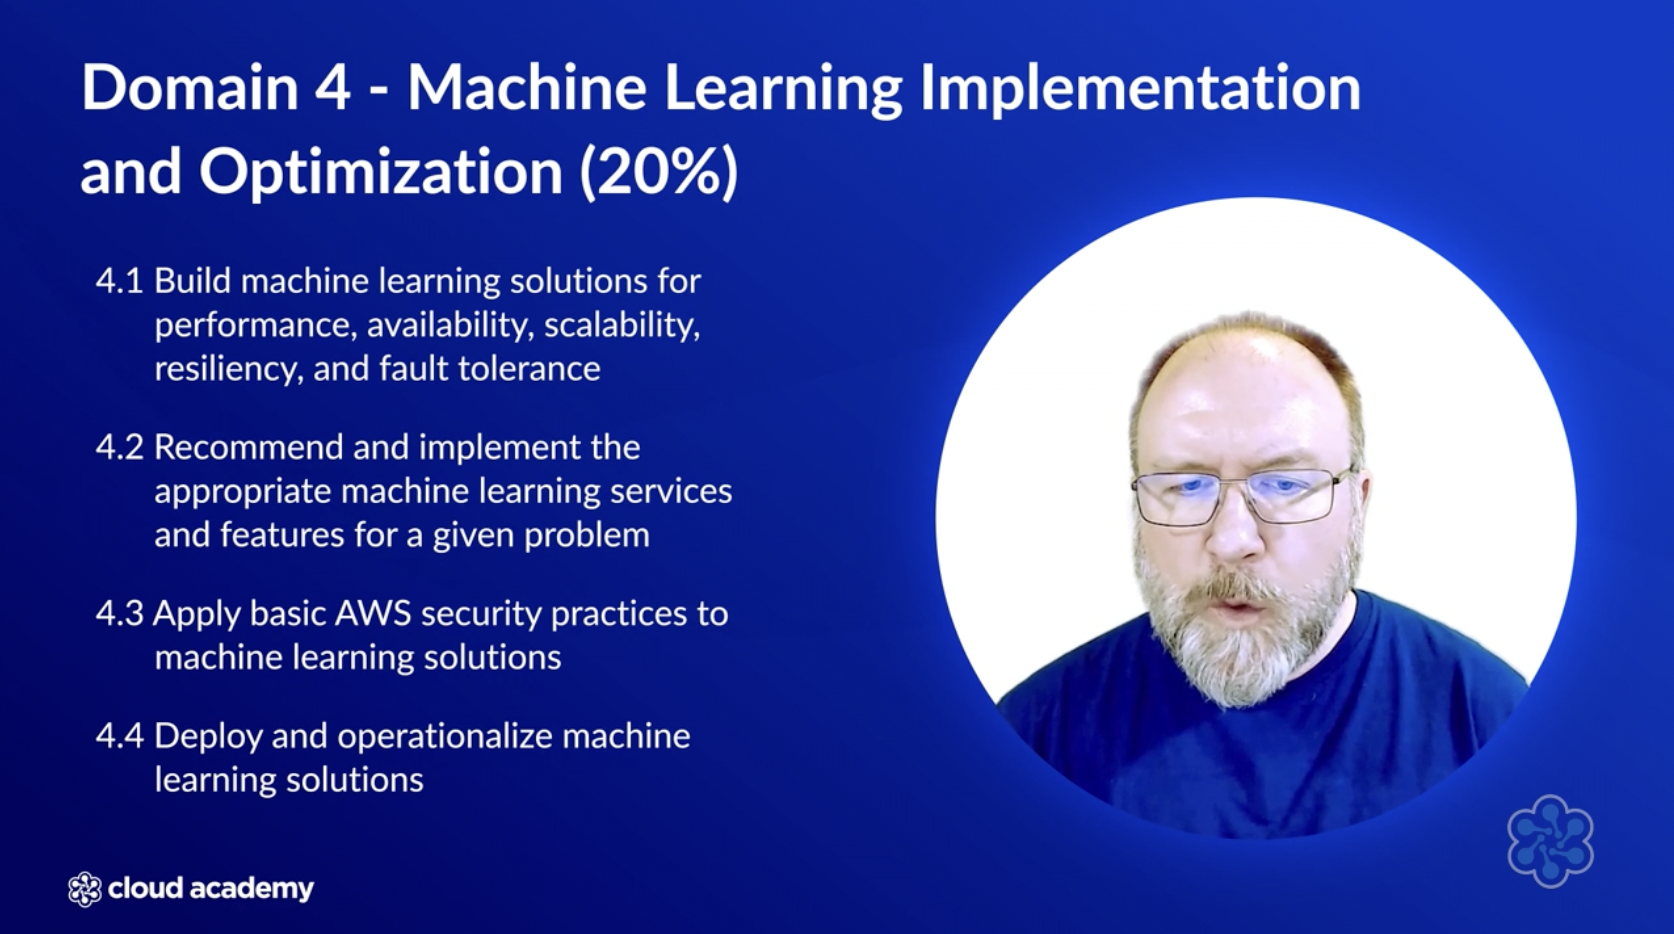 Domain 4 - Machine Learning Implementation
and Optimization (20%)
4.1 Build machine learning solutions for
performance, availability, scalability,
resiliency, and fault tolerance
4.2 Recommend and implement the
appropriate machine learning services
and features for a given problem
4.3 Apply basic AWS security practices to
machine learning solutions
4.4 Deploy and operationalize machine
learning solutions
cloud academy